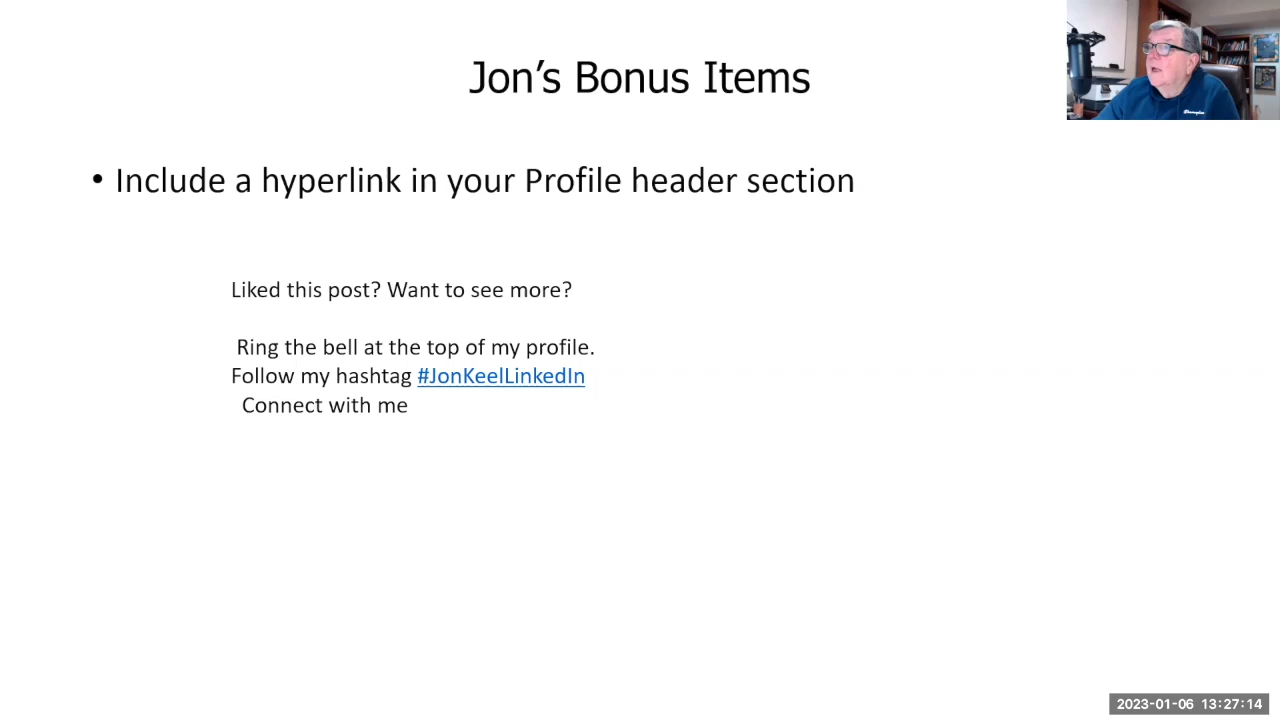 Jon's Bonus Items
• Include a hyperlink in your Profile header section
Liked this post? Want to see more?
Ring the bell at the top of my profile.
Follow my hashtag #JonKeelLinkedIn
Connect with me
Champion
2023-01-06 13:27:14